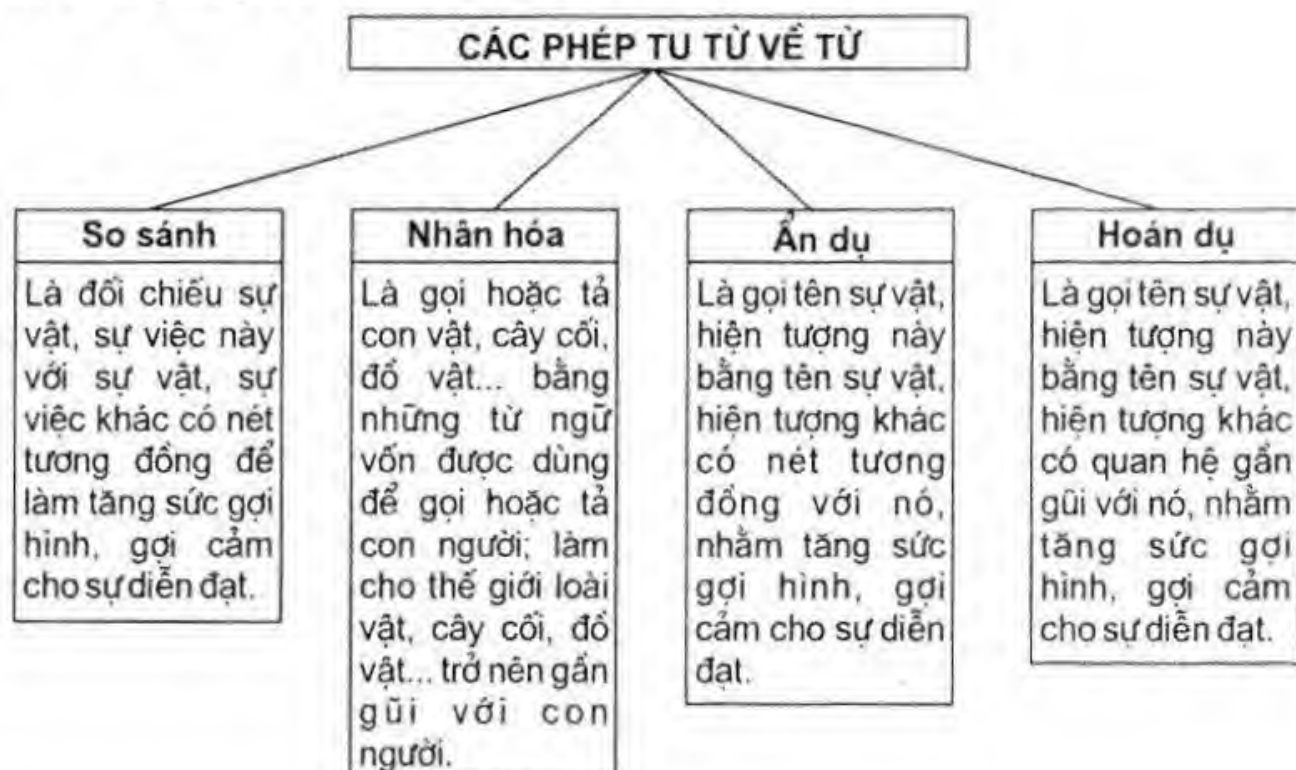 CÁC PHÉP TU TỪ VỀ TỪ
So sánh
Là đối chiếu sự
vật, sự việc này
với sự vật, sự
việc khác có nét
tương đồng để
làm tăng sức gợi
hình, gợi cảm
cho sự diễn đạt.
Nhân hóa
Là gọi hoặc tả
con vật, cây cối,
đồ vật... bằng
những từ ngữ
vốn được dùng
để gọi hoặc tả
con người; làm
cho thế giới loài
vật, cây cối, đồ
vật... trở nên gần
gũi với con
người.
Ẩn dụ
Là gọi tên sự vật,
hiện tượng này
bằng tên sự vật,
hiện tượng khác
có nét tương
đồng với nó,
nhằm tăng sức
gợi hình, gợi
cảm cho sự diễn
đạt.
Hoán dụ
Là gọi tên sự vật,
hiện tượng này
bằng tên sự vật,
hiện tượng khác
có quan hệ gần
gũi với nó, nhằm
tăng sức gợi
hình, gợi cảm
cho sự diễn đạt.